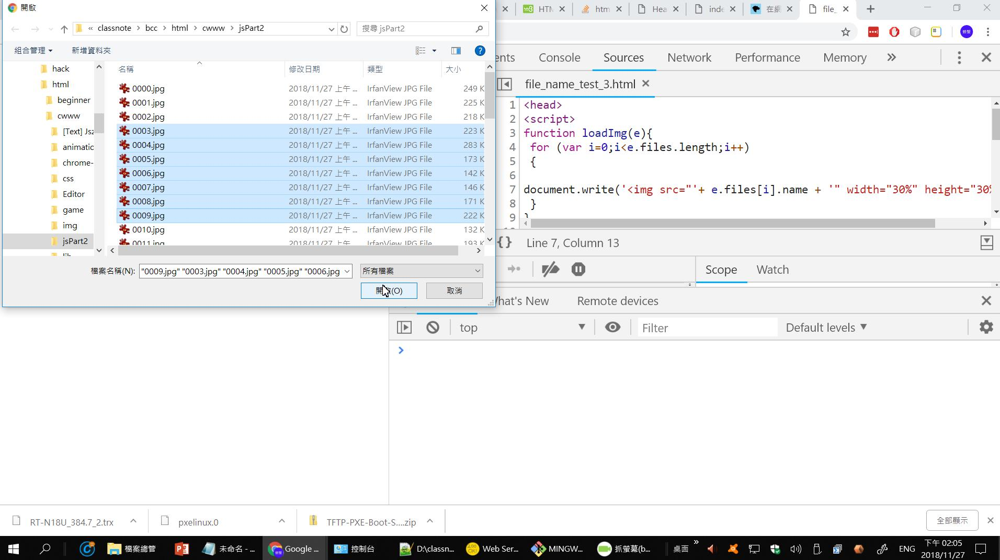 開啟
« classnote › bcc › html › cwww › jsPart2
搜尋 jsPart2
組合管理
新增資料夾
hack
html
beginner
cwww
[Text] Jsz
animatio
chrome-
css
Editor
game
img
jsPart2
名稱 修改日期 類型 大小
0000.jpg 2018/11/27 上午 ... IrfanView JPG File 249 K
0001.jpg 2018/11/27 上午 ... IrfanView JPG File 225 K
0002.jpg 2018/11/27 上午 ... IrfanView JPG File 218 K
0003.jpg 2018/11/27 上午 ... IrfanView JPG File 223 K
0004.jpg 2018/11/27 上午 ... IrfanView JPG File 283 K
0005.jpg 2018/11/27 上午 ... IrfanView JPG File 173 K
0006.jpg 2018/11/27 上午 ... IrfanView JPG File 142 K
0007.jpg 2018/11/27 上午 ... IrfanView JPG File 146 K
0008.jpg 2018/11/27 上午 ... IrfanView JPG File 171 K
0009.jpg 2018/11/27 上午 ... IrfanView JPG File 222 K
0010.jpg 2018/11/27 上午 ... IrfanView JPG File 132 K
0011.jpg 2018/11/27 上午 ... IrfanView JPG File 193 K
檔案名稱(N): "0009.jpg" "0003.jpg" "0004.jpg" "0005.jpg" "0006.jpg
所有檔案
取消
HTM
htm
Hea
inde
在網
file_
ents Console Sources Network Performance Memory »
file_name_test_3.html
1 <head>
2 <script>
3 function loadImg(e){
4 for (var i=0;i<e.files.length;i++)
5 {
6
7 document.write('<img src="'+ e.files[i].name + '" width="30%" height="30%
8 }
9 }
{} Line 7, Column 13
Scope Watch
hat's New Remote devices
top
Filter
Default levels
RT-N18U_384.7_2.trx
pxelinux.0
TFTP-PXE-Boot-S....zip
全部顯示
檔案總管
未命名 - ...
Google ...
控制台
D:\classn...
Web Ser...
MINGW...
抓螢幕(b...
桌面
ENG
下午 02:05
2018/11/27